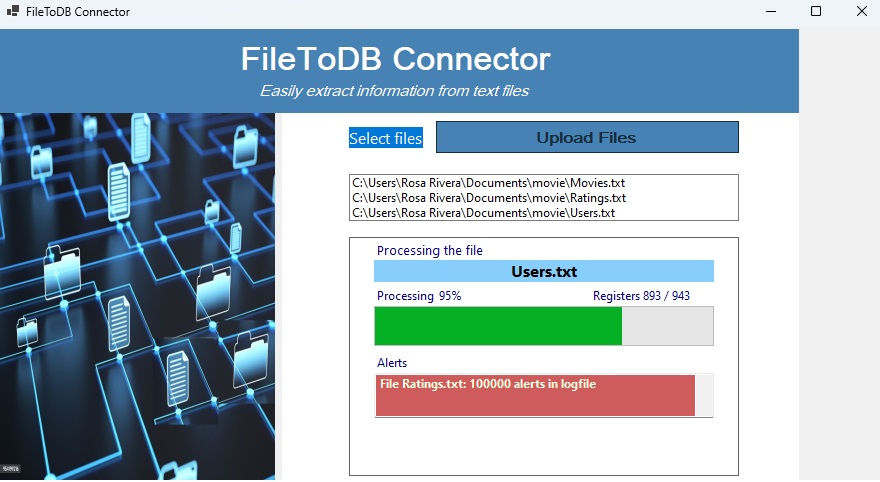 FileToDB Connector
FileToDB Connector
Easily extract information from text files
Select files
Upload Files
C:\Users\Rosa Rivera\Documents\movie\Movies.txt
C:\Users\Rosa Rivera\Documents\movie\Ratings.txt
C:\Users\Rosa Rivera\Documents\movie\Users.txt
Processing the file
Users.txt
Processing 95%
Registers 893 / 943
Alerts
File Ratings.txt: 100000 alerts in logfile